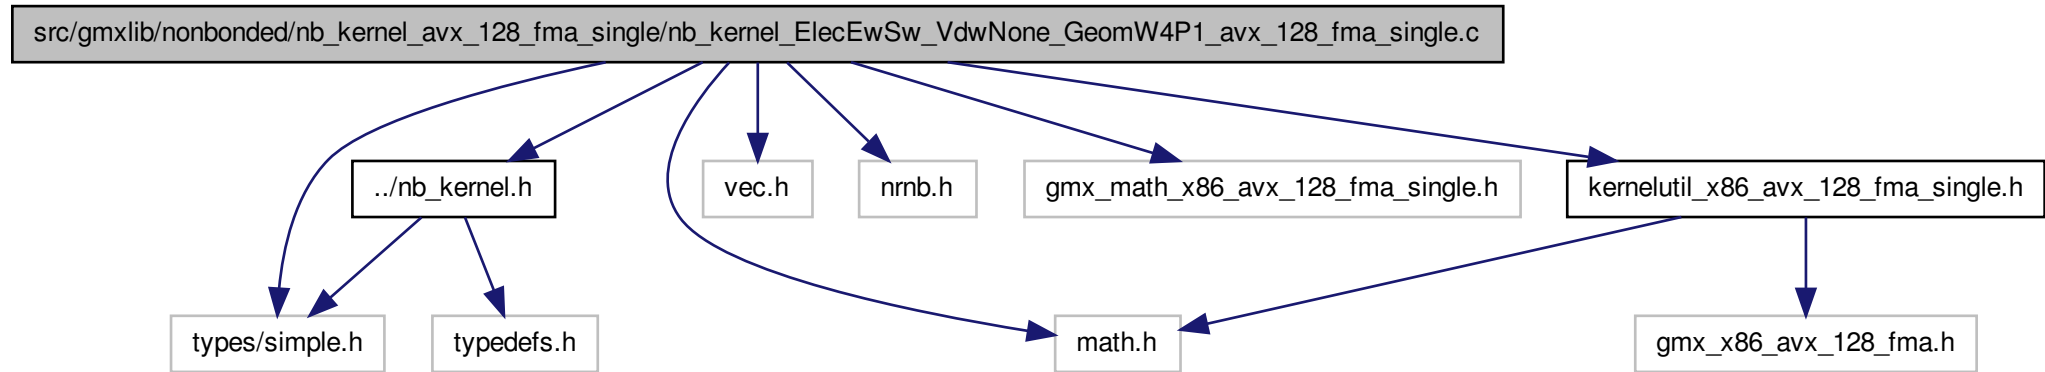 src/gmxlib/nonbonded/nb_kernel_avx_128_fma_single/nb_kernel_ElecEwSw_VdwNone_GeomW4P1_avx_128_fma_single.c
../nb_kernel.h
vec.h
nrnb.h
gmx_math_x86_avx_128_fma_single.h
kernelutil_x86_avx_128_fma_single.h
types/simple.h
typedefs.h
math.h
gmx_x86_avx_128_fma.h